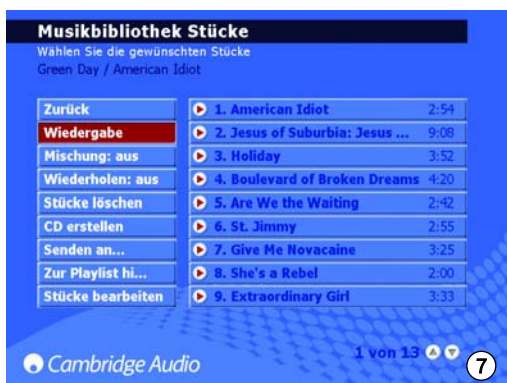 Musikbibliothek Stücke
Wählen Sie die gewünschten Stücke
Green Day / American Idiot
Zurück
Wiedergabe
Mischung: aus
Wiederholen: aus
Stücke löschen
CD erstellen
Senden an...
Zur Playlist hi...
Stücke bearbeiten
1. American Idiot 2:54
2. Jesus of Suburbia: Jesus ... 9:08
3. Holiday 3:52
4. Boulevard of Broken Dreams 4:20
5. Are We the Waiting 2:42
6. St. Jimmy 2:55
7. Give Me Novacaine 3:25
8. She's a Rebel 2:00
9. Extraordinary Girl 3:33
1 von 13
Cambridge Audio
7